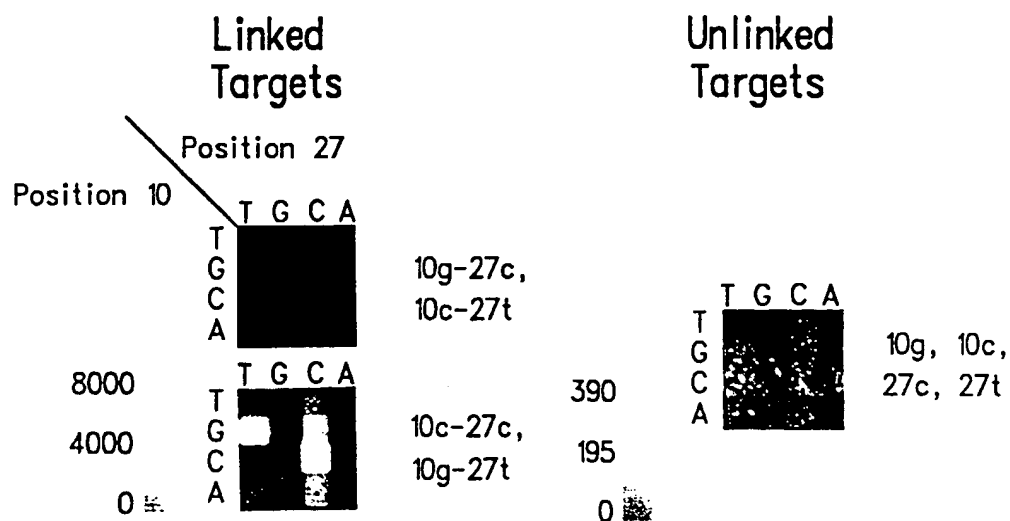 Linked
Targets
Unlinked
Targets
Position 27
Position 10
T G C A
T
G
C
A
10g-27c,
10c-27t
T G C A
T
G
C
A
8000
4000
0
10c-27c,
10g-27t
T G C A
T
G
C
A
10g, 10c,
27c, 27t
390
195
0